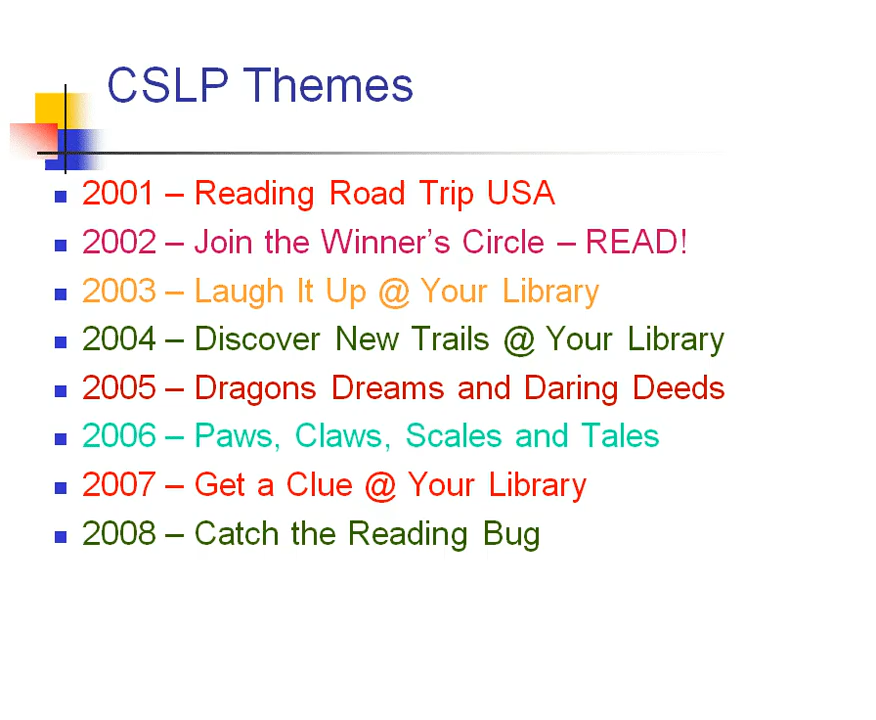 CSLP Themes
2001 – Reading Road Trip USA
2002 – Join the Winner’s Circle – READ!
2003 – Laugh It Up @ Your Library
2004 – Discover New Trails @ Your Library
2005 – Dragons Dreams and Daring Deeds
2006 – Paws, Claws, Scales and Tales
2007 – Get a Clue @ Your Library
2008 – Catch the Reading Bug